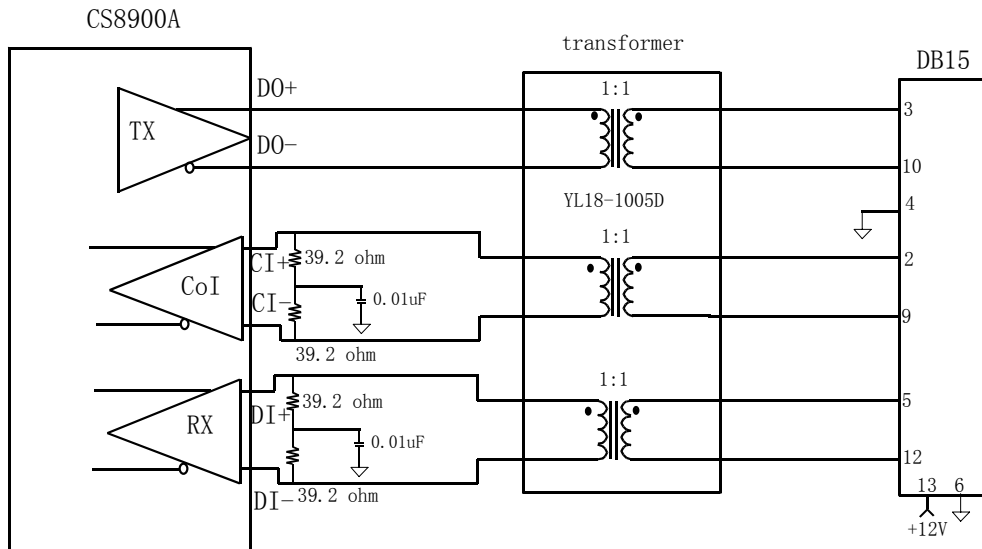 CS8900A
transformer
DB15
DO+
1:1
3
TX
DO-
10
YL18-1005D
4
1:1
2
CI+
39.2 ohm
CoI
CI-
0.01uF
9
39.2 ohm
1:1
5
39.2 ohm
DI+
RX
0.01uF
12
DI-
39.2 ohm
13
6
+12V